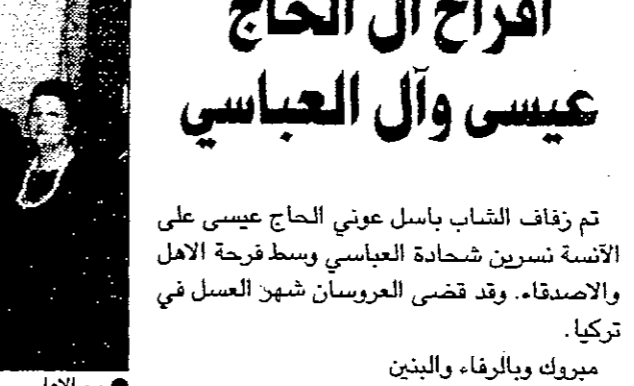 افراح آل الحاج
عيسى وآل العباسي
تم زفاف الشاب باسل عوني الحاج عيسى على
الآنسة نسرين شحادة العباسي وسط فرحة الاهل
والاصدقاء. وقد قضى العروسان شهر العسل في
تركيا.
مبروك وبالرفاء والبنين